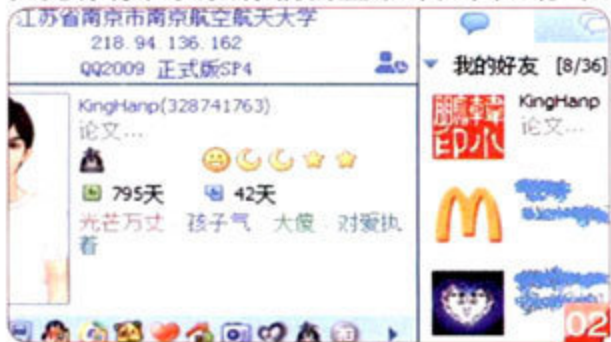 江苏省南京市南京航空航天大学
218.94.136.162
QQ2009 正式版SP4
KingHanp(328741763)
论文...
795天 42天
光芒万丈 孩子气 大傻 对爱执
着
我的好友 [8/36]
KingHanp
论文...
02